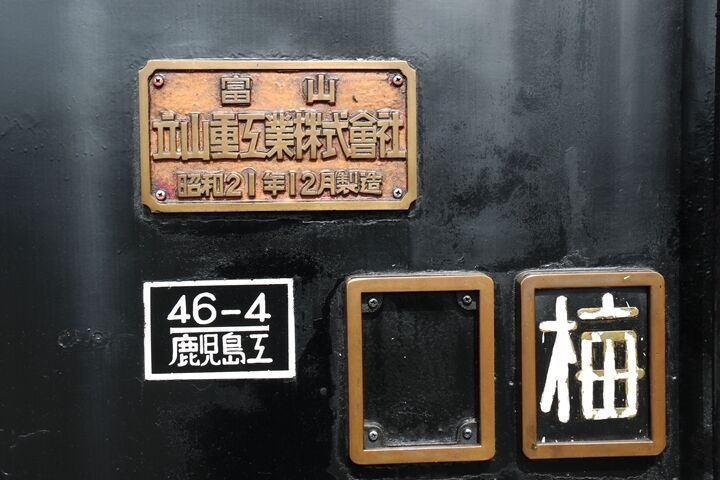 富山
立山重工業株式會社
昭和21年12月製造
46-4
鹿児島工
梅